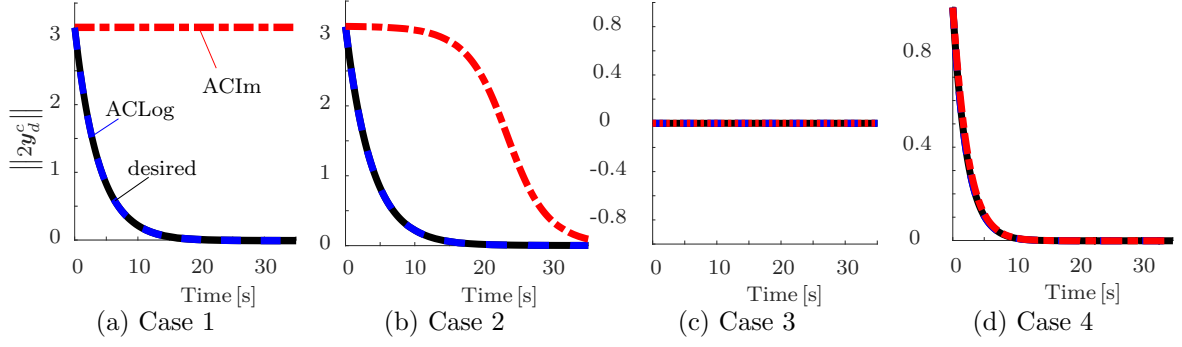 3
2
1
0
‖2y_d^c‖
ACIm
ACLog
desired
0 10 20 30
Time [s]
(a) Case 1
3
2
1
0
0 10 20 30
Time [s]
(b) Case 2
0.8
0.4
0
-0.4
-0.8
0 10 20 30
Time [s]
(c) Case 3
0.8
0.4
0
0 10 20 30
Time [s]
(d) Case 4